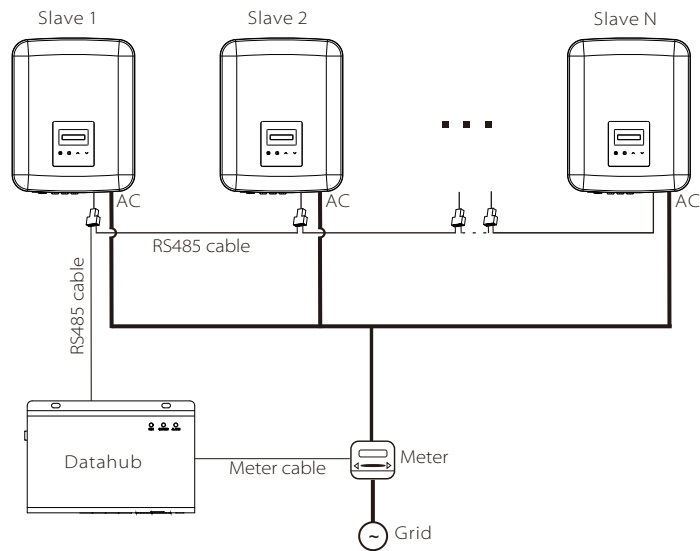 Slave 1
Slave 2
Slave N
AC
AC
AC
RS485 cable
RS485 cable
Datahub
Meter cable
Meter
Grid